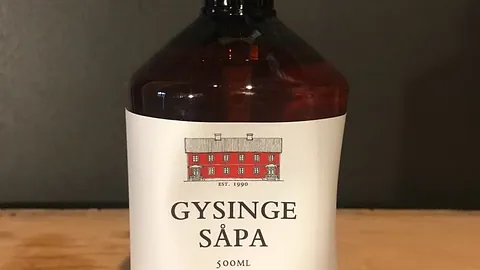 EST. 1990
GYSINGE
SÅPA
500ML